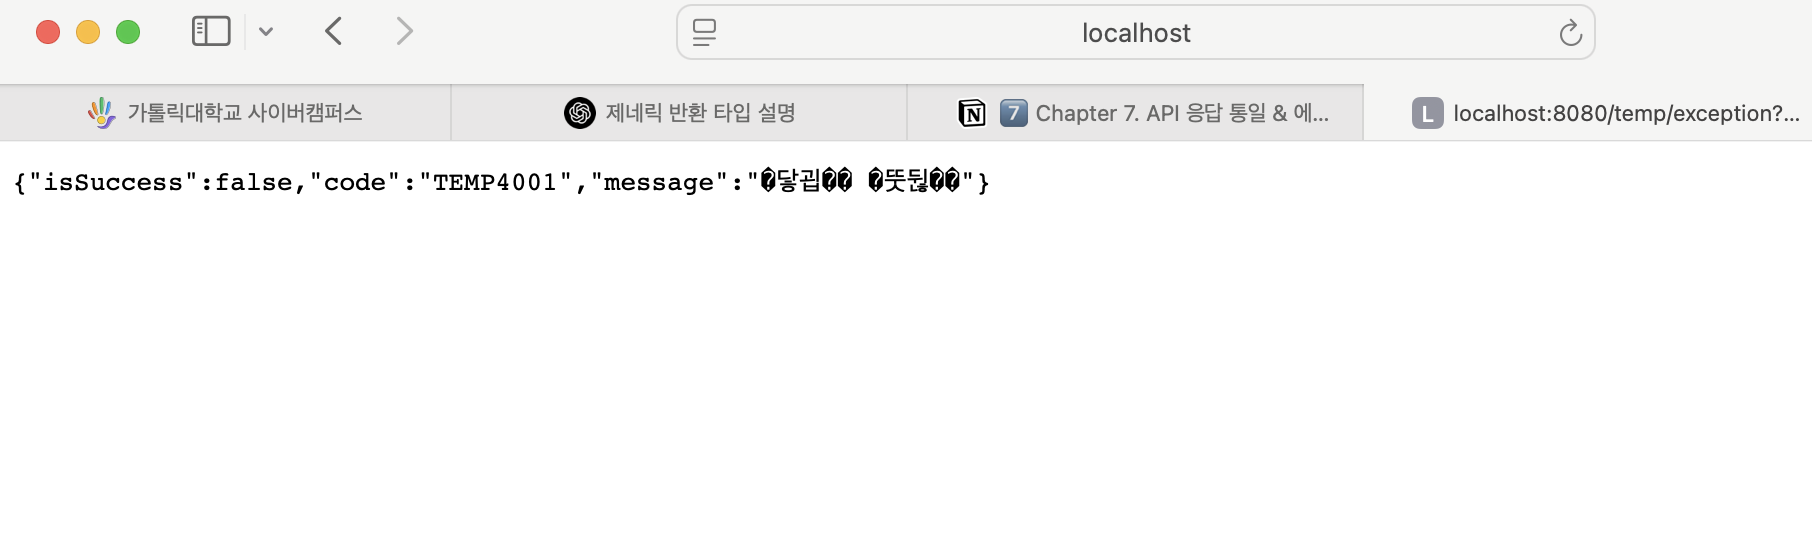 localhost
가톨릭대학교 사이버캠퍼스
제네릭 반환 타입 설명
7 Chapter 7. API 응답 통일 & 에...
L localhost:8080/temp/exception?...
{"isSuccess":false,"code":"TEMP4001","message":"�닿굅�� �뚯뒪��"}